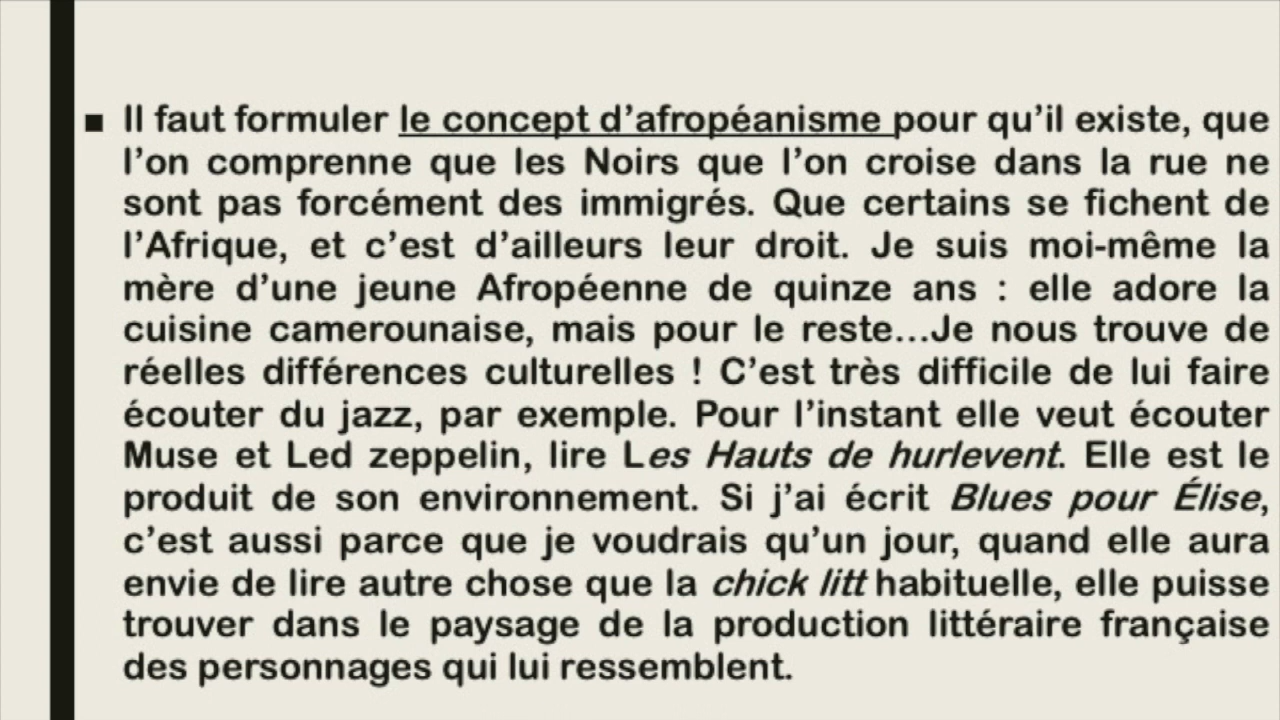 ▪ Il faut formuler le concept d’afropéanisme pour qu’il existe, que
l’on comprenne que les Noirs que l’on croise dans la rue ne
sont pas forcément des immigrés. Que certains se fichent de
l’Afrique, et c’est d’ailleurs leur droit. Je suis moi-même la
mère d’une jeune Afropéenne de quinze ans : elle adore la
cuisine camerounaise, mais pour le reste…Je nous trouve de
réelles différences culturelles ! C’est très difficile de lui faire
écouter du jazz, par exemple. Pour l’instant elle veut écouter
Muse et Led zeppelin, lire Les Hauts de hurlevent. Elle est le
produit de son environnement. Si j’ai écrit Blues pour Élise,
c’est aussi parce que je voudrais qu’un jour, quand elle aura
envie de lire autre chose que la chick litt habituelle, elle puisse
trouver dans le paysage de la production littéraire française
des personnages qui lui ressemblent.